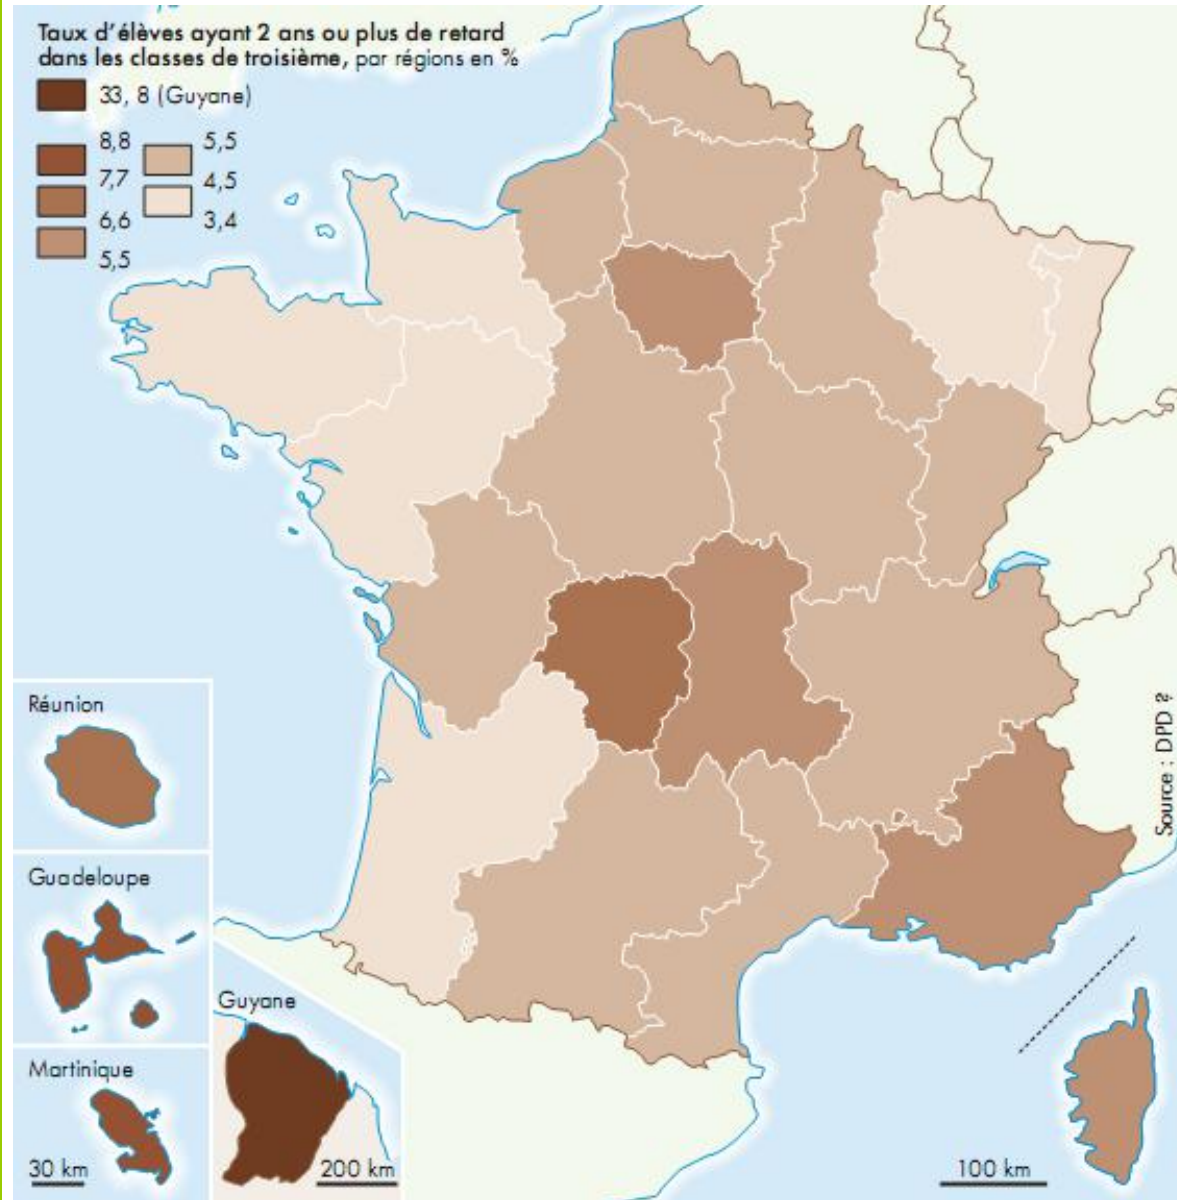 Taux d'élèves ayant 2 ans ou plus de retard
dans les classes de troisième, par régions en %
33, 8 (Guyane)
8,8
7,7
6,6
5,5
5,5
4,5
3,4
Réunion
Guadeloupe
Martinique
30 km
Guyane
200 km
100 km
Source : DPD ?